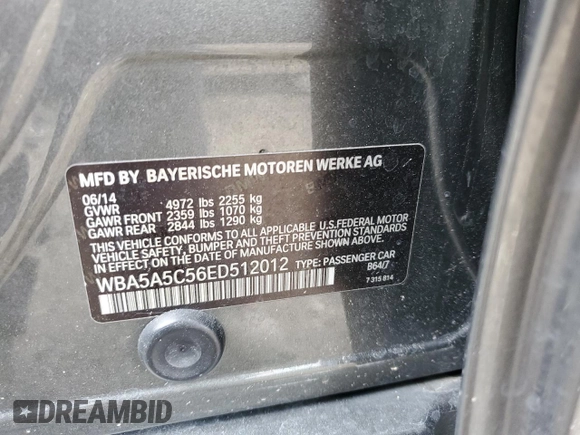 MFD BY BAYERISCHE MOTOREN WERKE AG
06/14
GVWR 4972 lbs 2255 kg
GAWR FRONT 2359 lbs 1070 kg
GAWR REAR 2844 lbs 1290 kg
THIS VEHICLE CONFORMS TO ALL APPLICABLE U.S.FEDERAL MOTOR
VEHICLE SAFETY, BUMPER AND THEFT PREVENTION STANDARDS
IN EFFECT ON THE DATE OF MANUFACTURE SHOWN ABOVE.
WBA5A5C56ED512012 TYPE: PASSENGER CAR
B64/7
7 315 814
DREAMBID